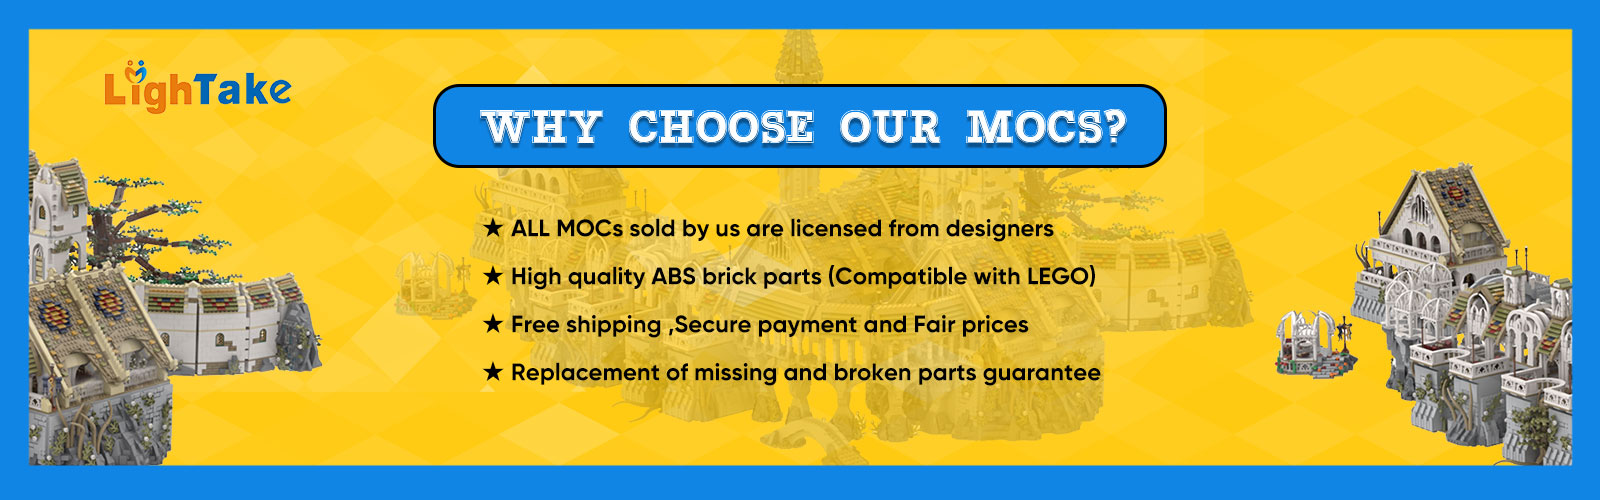 LighTake
WHY CHOOSE OUR MOCS?
★ ALL MOCs sold by us are licensed from designers
★ High quality ABS brick parts (Compatible with LEGO)
★ Free shipping ,Secure payment and Fair prices
★ Replacement of missing and broken parts guarantee